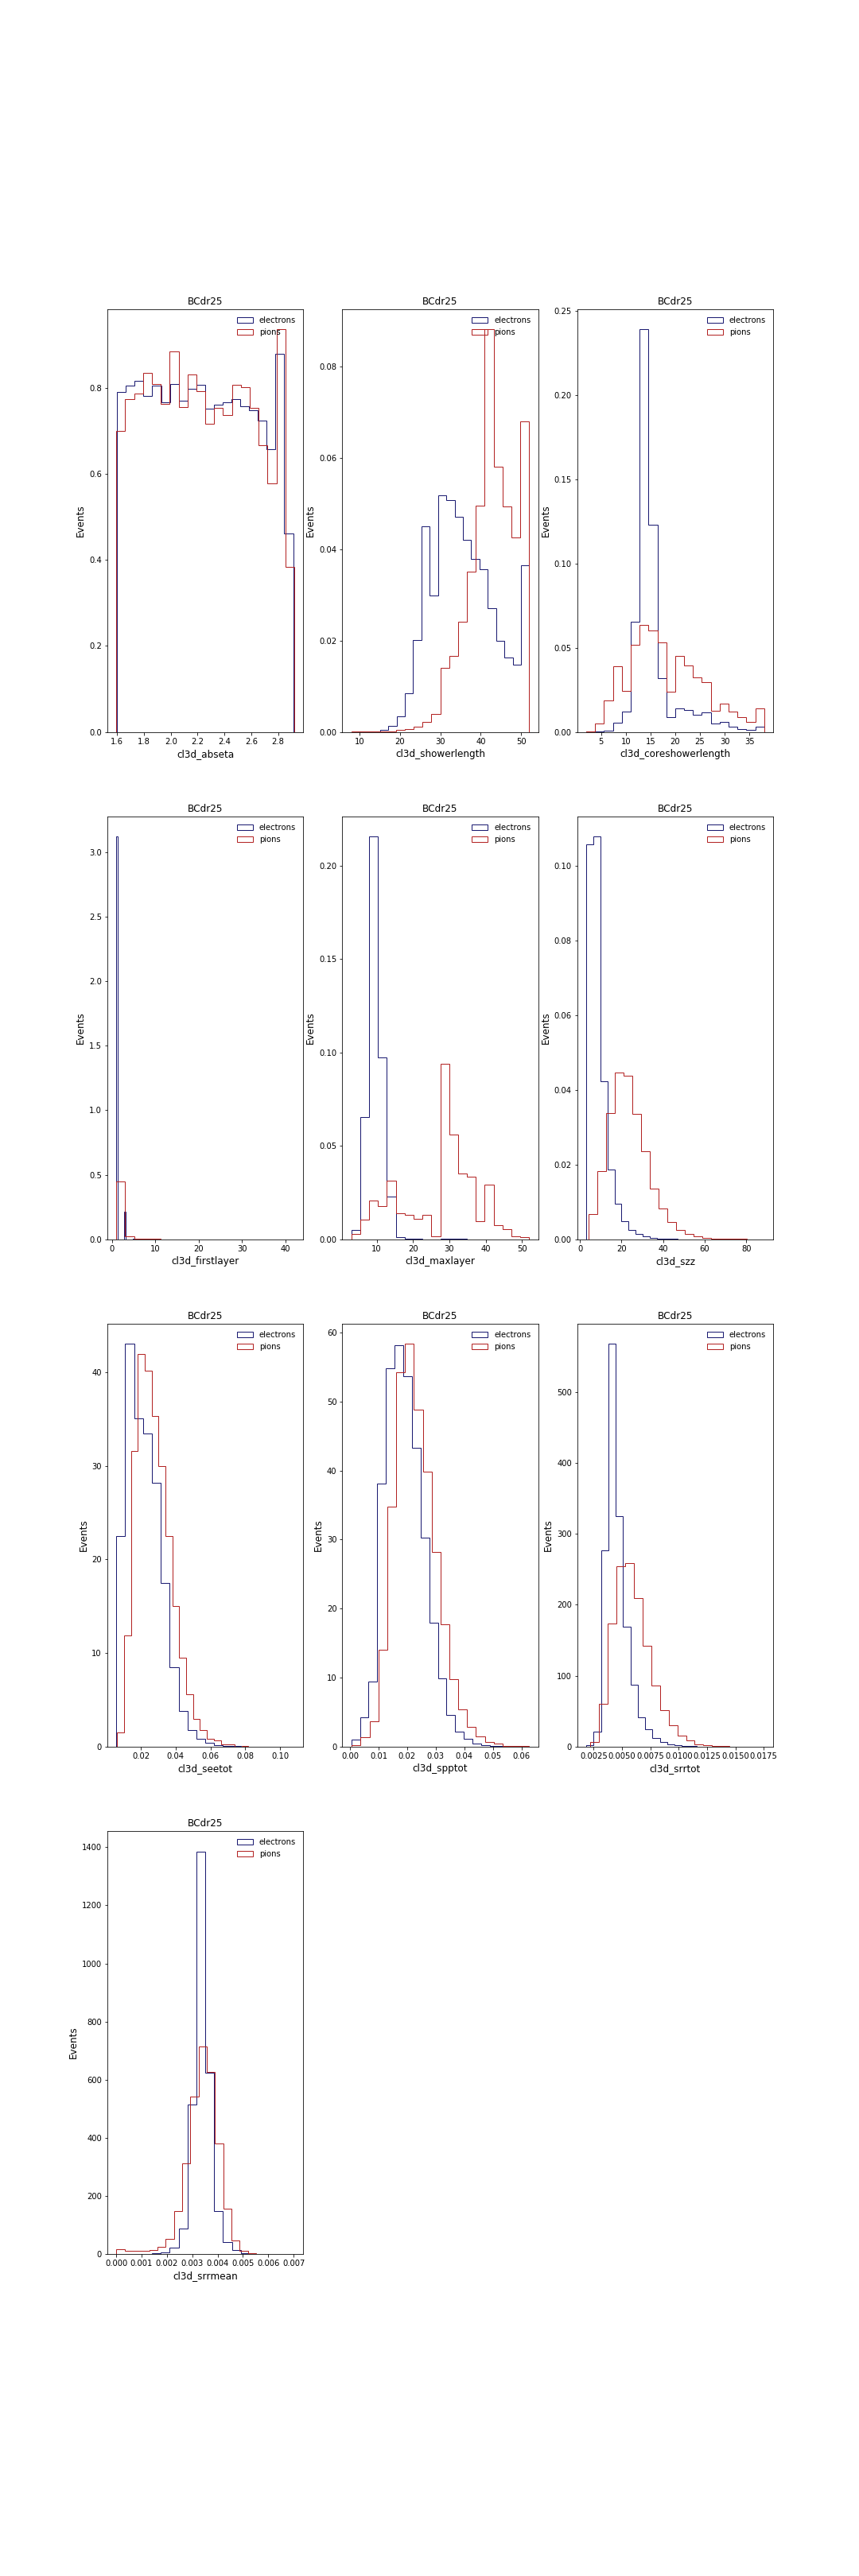 BCdr25 BCdr25 BCdr25
electrons
pions
electrons
pions
electrons
pions
Events
0.0
0.2
0.4
0.6
0.8
1.6 1.8 2.0 2.2 2.4 2.6 2.8
cl3d_abseta
Events
0.00
0.02
0.04
0.06
0.08
10 20 30 40 50
cl3d_showerlength
Events
0.00
0.05
0.10
0.15
0.20
0.25
5 10 15 20 25 30 35
cl3d_coreshowerlength
BCdr25 BCdr25 BCdr25
electrons
pions
electrons
pions
electrons
pions
Events
0.0
0.5
1.0
1.5
2.0
2.5
3.0
0 10 20 30 40
cl3d_firstlayer
Events
0.00
0.05
0.10
0.15
0.20
10 20 30 40 50
cl3d_maxlayer
Events
0.00
0.02
0.04
0.06
0.08
0.10
0 20 40 60 80
cl3d_szz
BCdr25 BCdr25 BCdr25
electrons
pions
electrons
pions
electrons
pions
Events
0
10
20
30
40
0.02 0.04 0.06 0.08 0.10
cl3d_seetot
Events
0
10
20
30
40
50
60
0.00 0.01 0.02 0.03 0.04 0.05 0.06
cl3d_spptot
Events
0
100
200
300
400
500
0.0025 0.0050 0.0075 0.0100 0.0125 0.0150 0.0175
cl3d_srrtot
BCdr25
electrons
pions
Events
0
200
400
600
800
1000
1200
1400
0.000 0.001 0.002 0.003 0.004 0.005 0.006 0.007
cl3d_srrmean